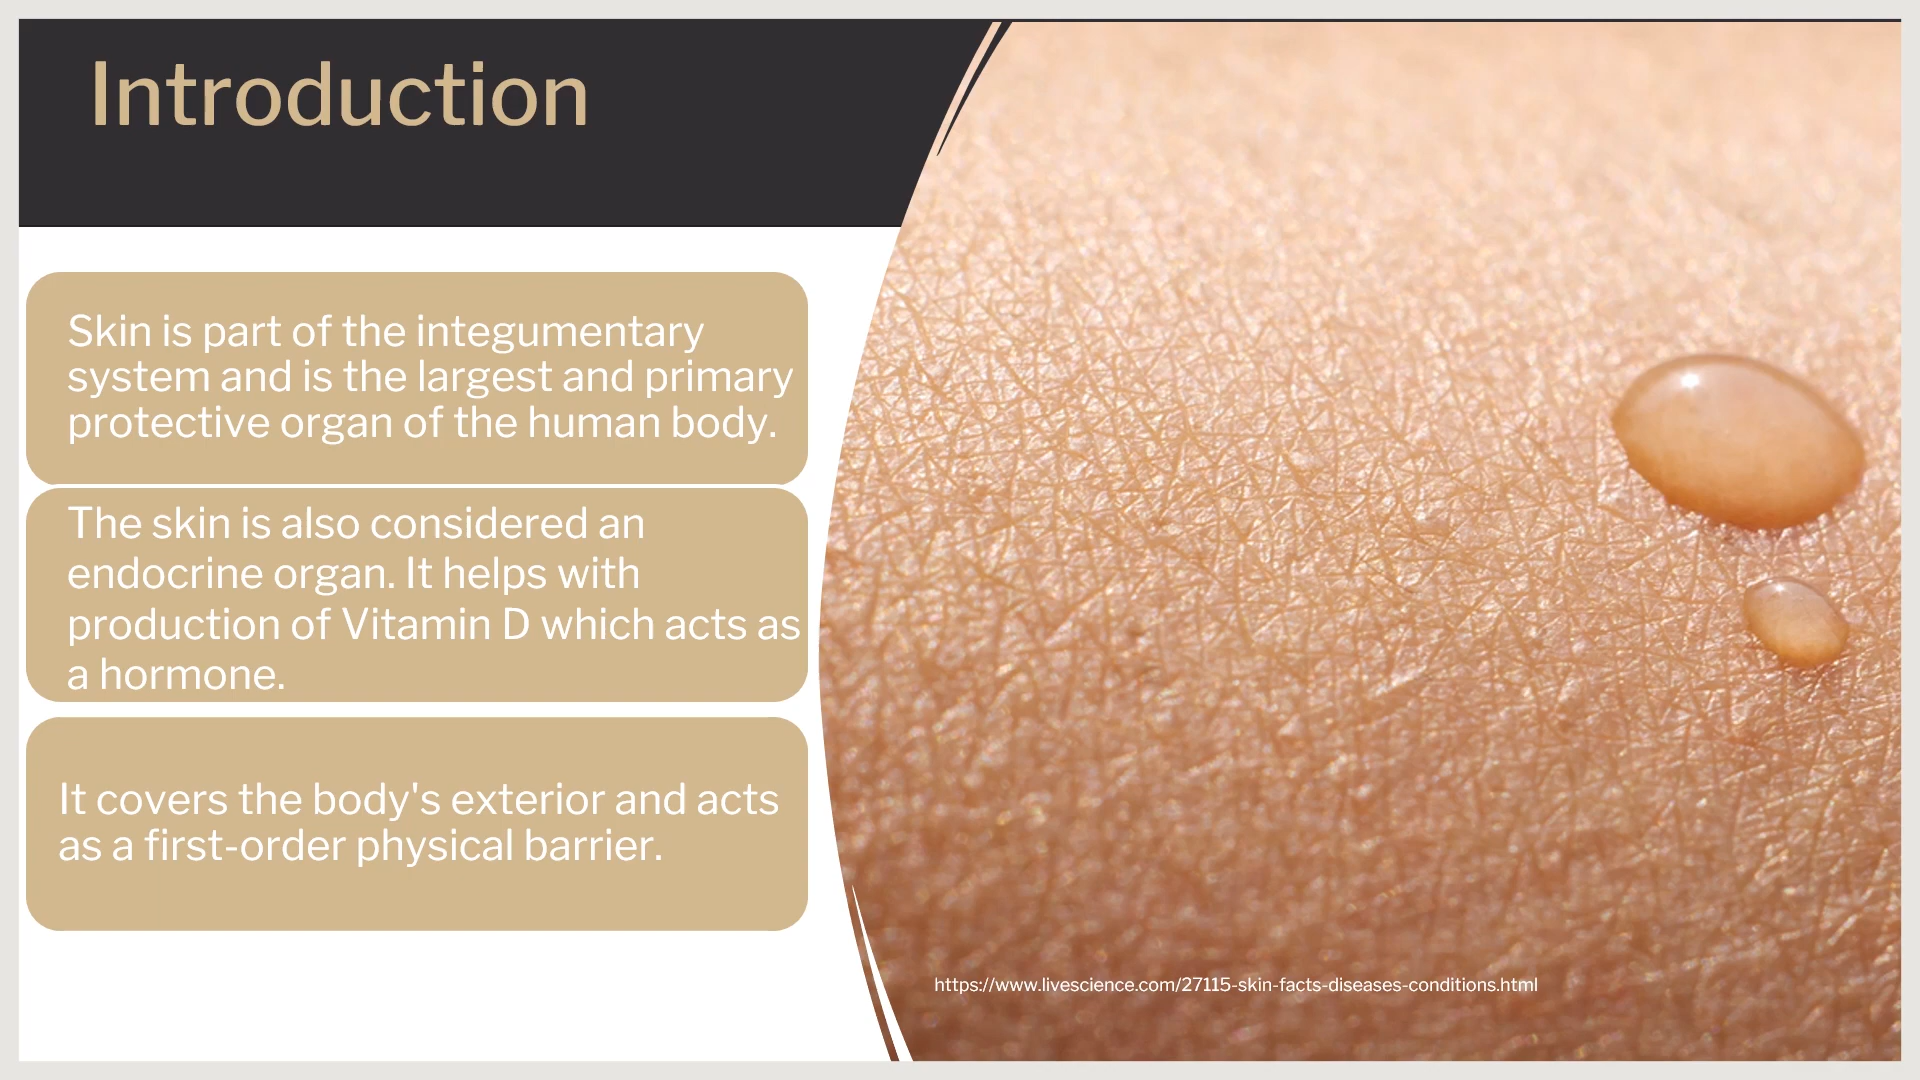 Introduction
Skin is part of the integumentary
system and is the largest and primary
protective organ of the human body.
The skin is also considered an
endocrine organ. It helps with
production of Vitamin D which acts as
a hormone.
It covers the body's exterior and acts
as a first-order physical barrier.
https://www.livescience.com/27115-skin-facts-diseases-conditions.html